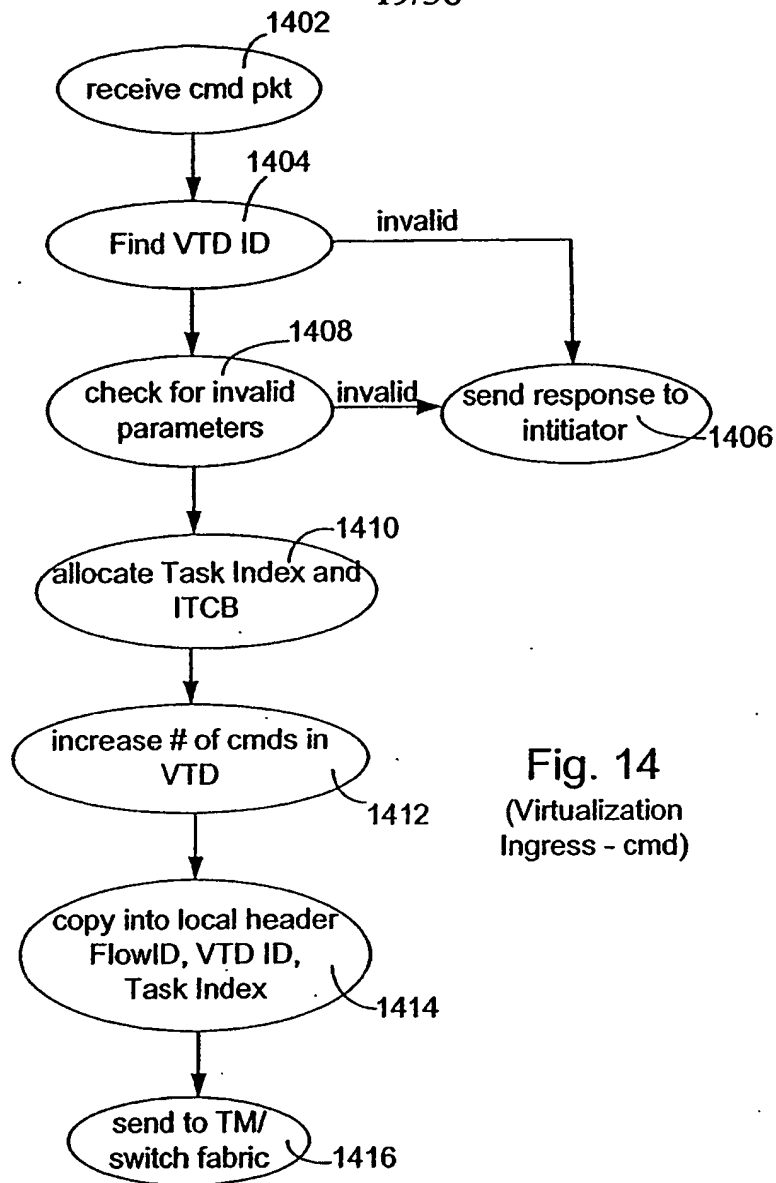 1402
receive cmd pkt
1404
Find VTD ID
invalid
1408
check for invalid
parameters
invalid
send response to
intitiator
1406
1410
allocate Task Index and
ITCB
increase # of cmds in
VTD
1412
Fig. 14
(Virtualization
Ingress - cmd)
copy into local header
FlowID, VTD ID,
Task Index
1414
send to TM/
switch fabric
1416